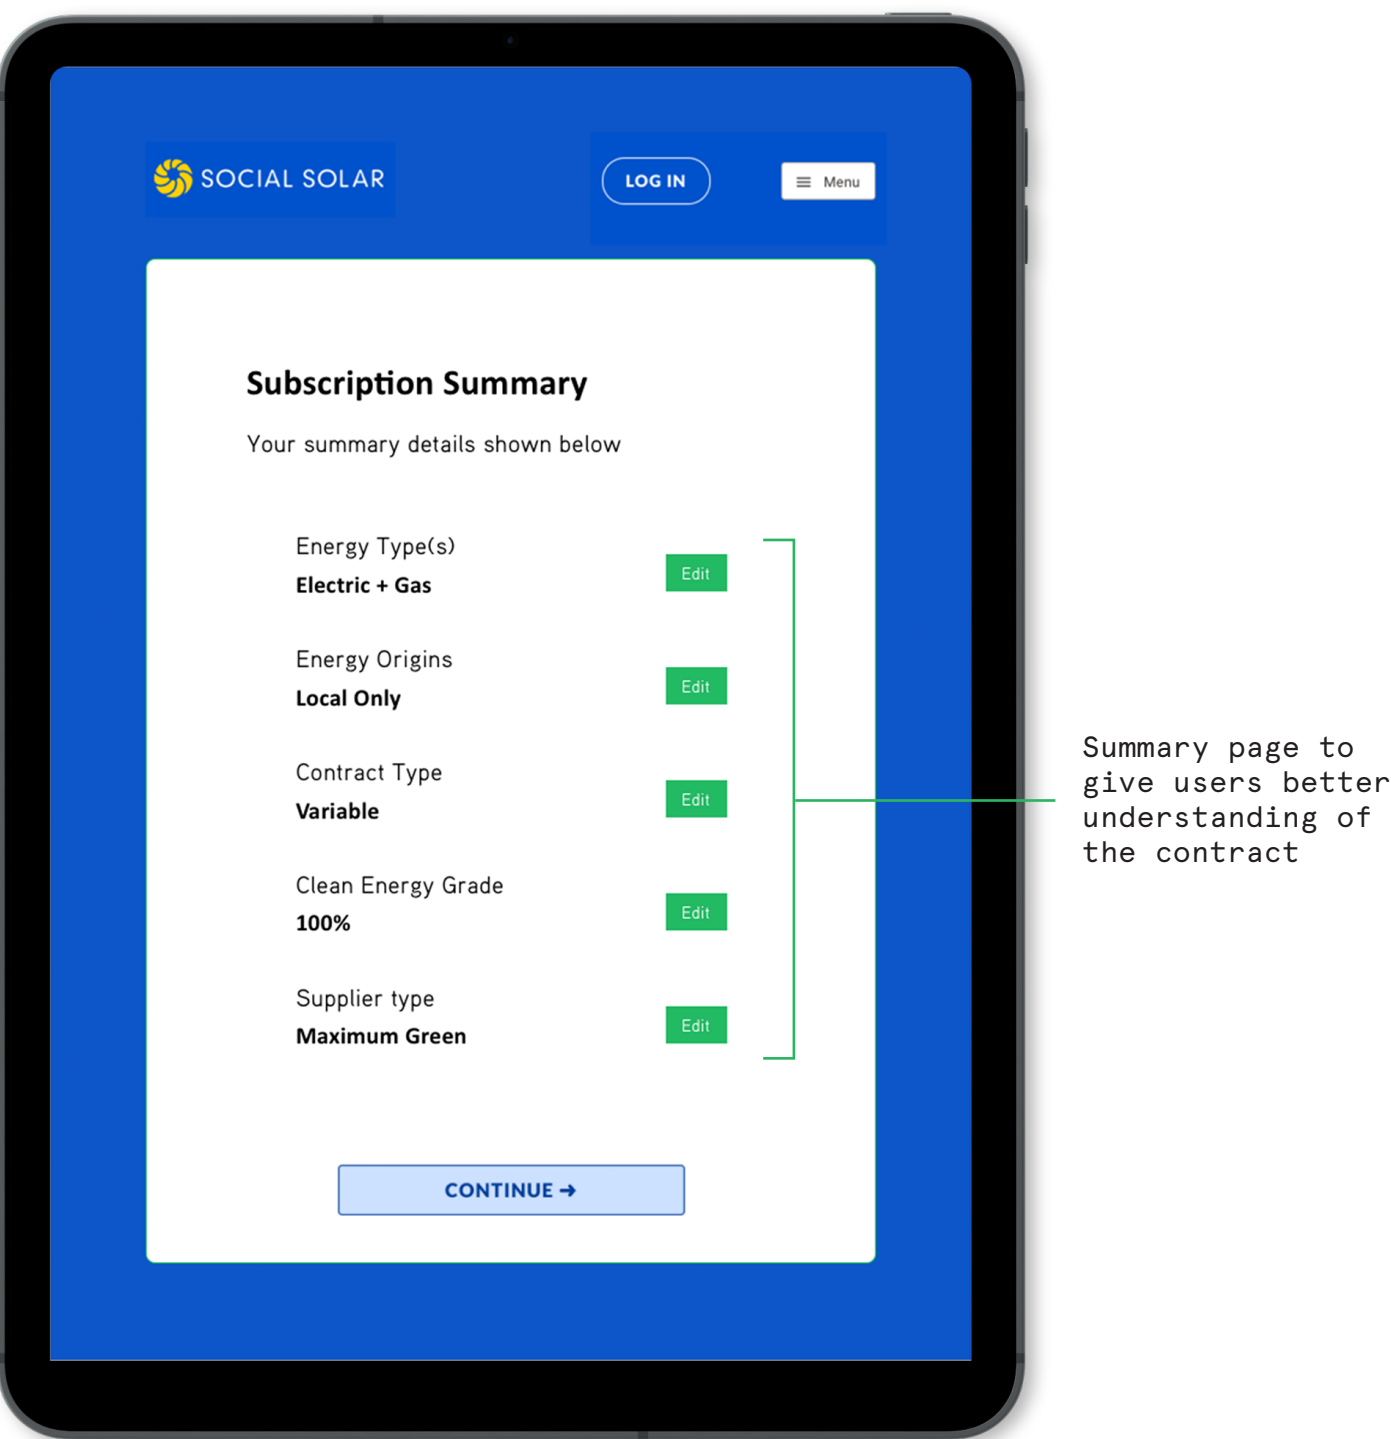 SOCIAL SOLAR
LOG IN
Menu
Subscription Summary
Your summary details shown below
Energy Type(s)
Electric + Gas
Edit
Energy Origins
Local Only
Edit
Contract Type
Variable
Edit
Clean Energy Grade
100%
Edit
Supplier type
Maximum Green
Edit
CONTINUE ➜
Summary page to
give users better
understanding of
the contract